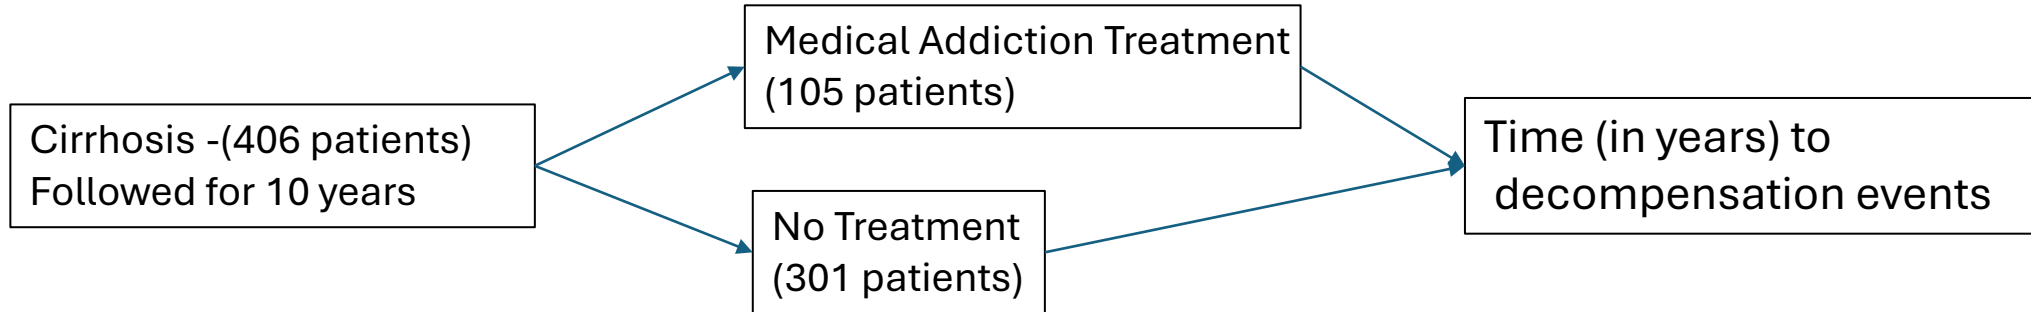 Cirrhosis -(406 patients)
Followed for 10 years
Medical Addiction Treatment
(105 patients)
No Treatment
(301 patients)
Time (in years) to
decompensation events